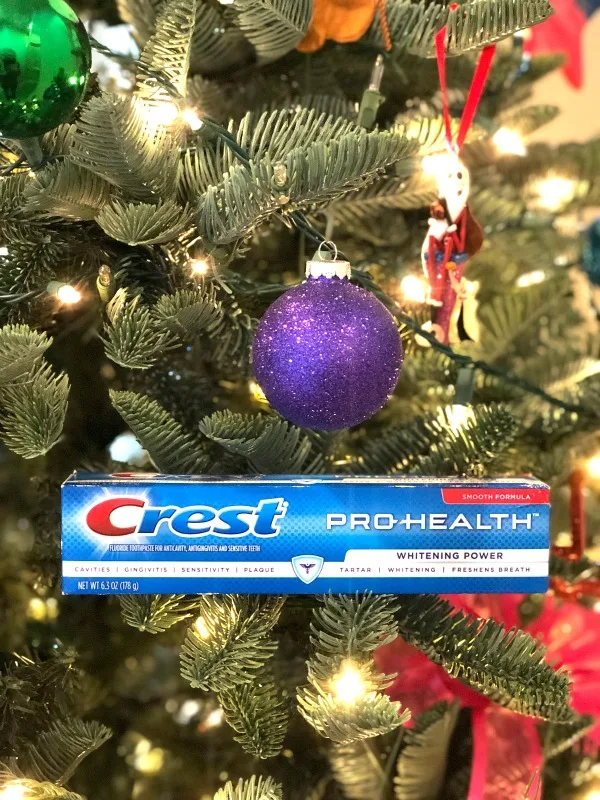 SMOOTH FORMULA
Crest PRO-HEALTH™
FLUORIDE TOOTHPASTE FOR ANTICAVITY, ANTIGINGIVITIS AND SENSITIVE TEETH
WHITENING POWER
CAVITIES | GINGIVITIS | SENSITIVITY | PLAQUE TARTAR | WHITENING | FRESHENS BREATH
NET WT 6.3 OZ (178 g)